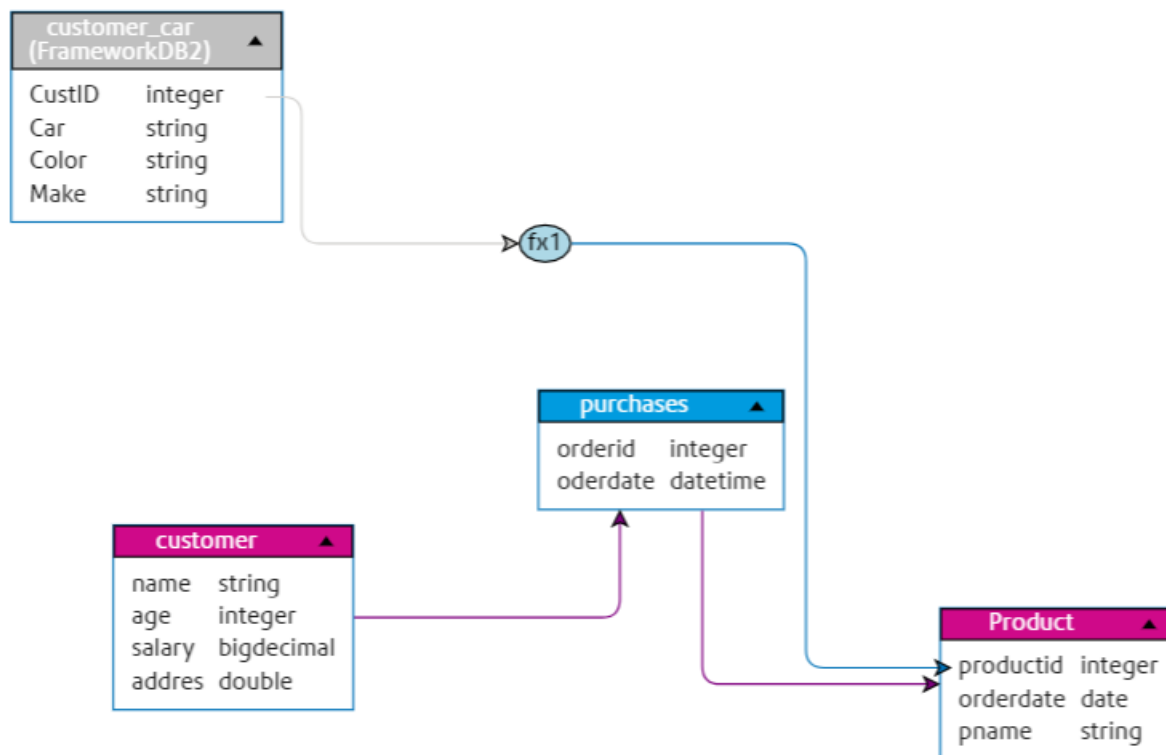 customer_car
(FrameworkDB2)
CustID integer
Car string
Color string
Make string
fx1
purchases
orderid integer
oderdate datetime
customer
name string
age integer
salary bigdecimal
addres double
Product
productid integer
orderdate date
pname string